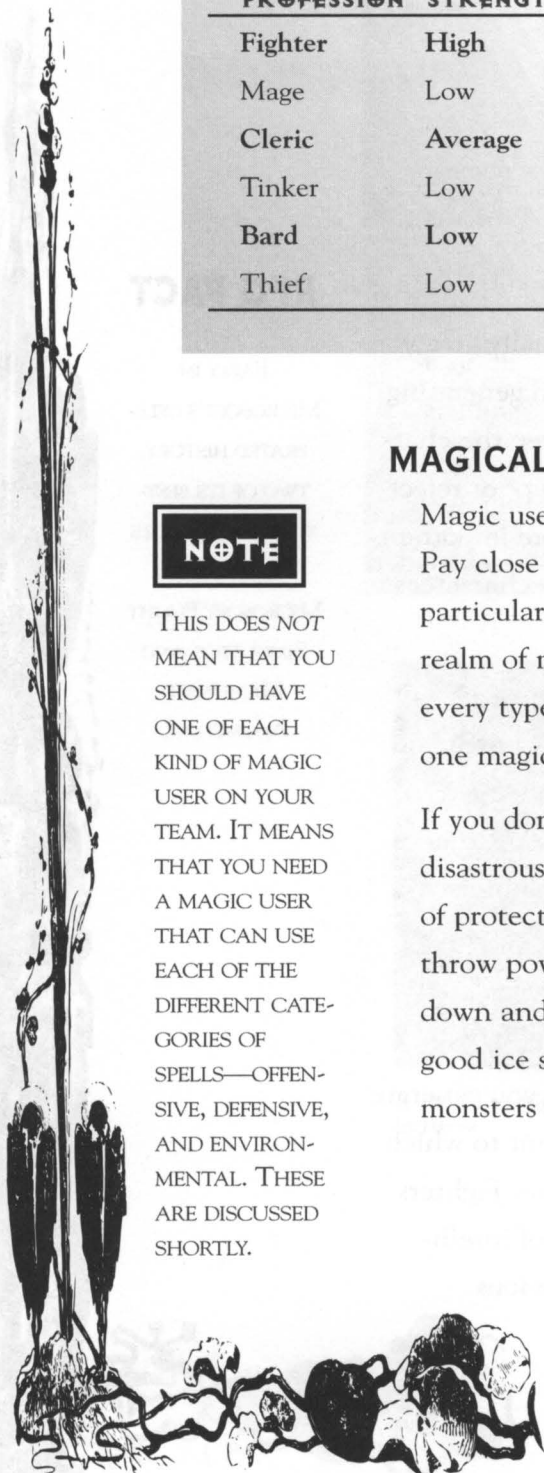 PROFESSION STRENGT
Fighter High
Mage Low
Cleric Average
Tinker Low
Bard Low
Thief Low
MAGICAL
Magic use
Pay close
particular
realm of
every type
one magic
If you don
disastrous
of protect
throw pow
down and
good ice s
monsters
NOTE
THIS DOES NOT
MEAN THAT YOU
SHOULD HAVE
ONE OF EACH
KIND OF MAGIC
USER ON YOUR
TEAM. IT MEANS
THAT YOU NEED
A MAGIC USER
THAT CAN USE
EACH OF THE
DIFFERENT CATE-
GORIES OF
SPELLS—OFFEN-
SIVE, DEFENSIVE,
AND ENVIRON-
MENTAL. THESE
ARE DISCUSSED
SHORTLY.